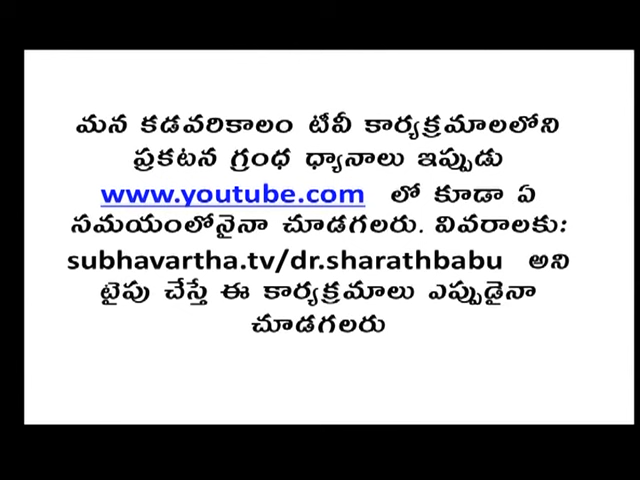 మన కడవరికాలం టీవీ కార్యక్రమాలలోని
ప్రకటన గ్రంధ ధ్యానాలు ఇప్పుడు
www.youtube.com లో కూడా ఏ
సమయంలోనైనా చూడగలరు. వివరాలకు:
subhavartha.tv/dr.sharathbabu అని
టైపు చేస్తే ఈ కార్యక్రమాలు ఎప్పుడైనా
చూడగలరు